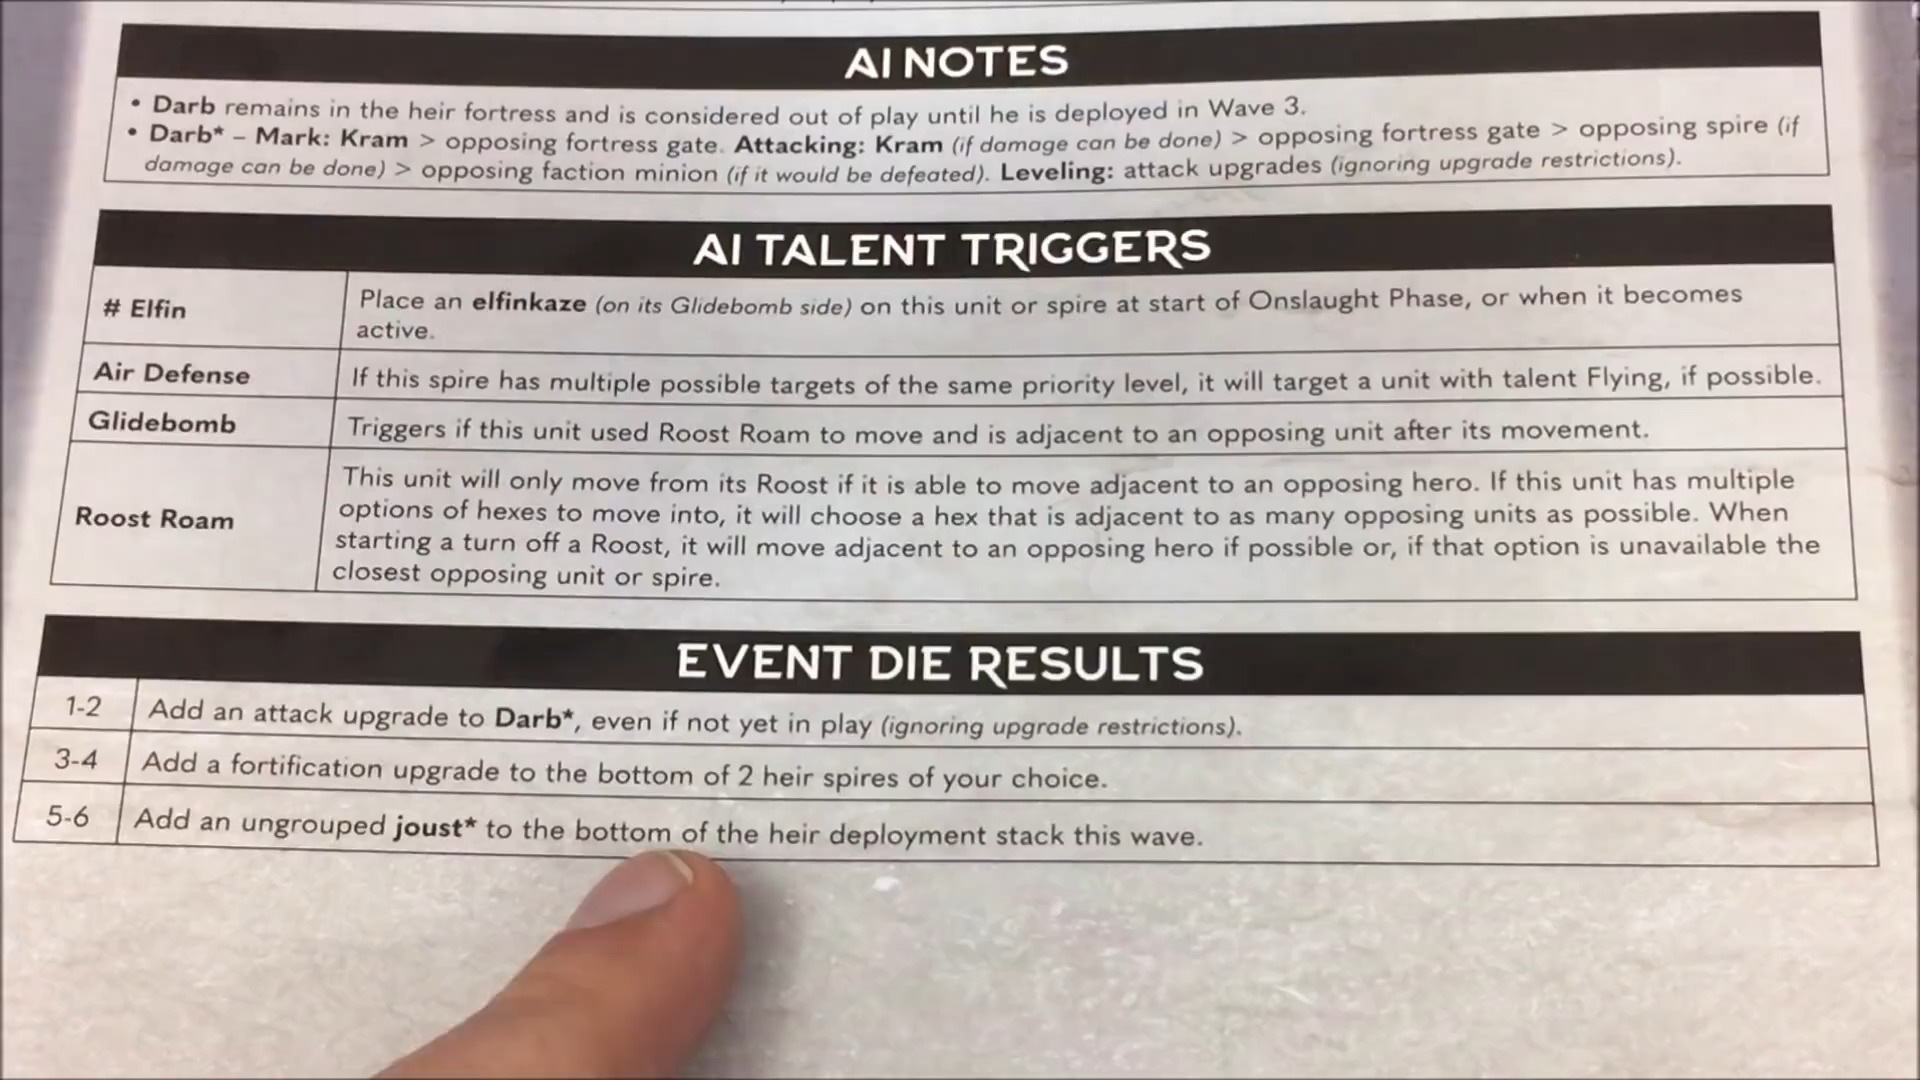 AI NOTES
• Darb remains in the heir fortress and is considered out of play until he is deployed in Wave 3.
• Darb* – Mark: Kram > opposing fortress gate. Attacking: Kram (if damage can be done) > opposing fortress gate > opposing spire (if
damage can be done) > opposing faction minion (if it would be defeated). Leveling: attack upgrades (ignoring upgrade restrictions).
AI TALENT TRIGGERS
# Elfin
Place an elfinkaze (on its Glidebomb side) on this unit or spire at start of Onslaught Phase, or when it becomes
active.
Air Defense
If this spire has multiple possible targets of the same priority level, it will target a unit with talent Flying, if possible.
Glidebomb
Triggers if this unit used Roost Roam to move and is adjacent to an opposing unit after its movement.
Roost Roam
This unit will only move from its Roost if it is able to move adjacent to an opposing hero. If this unit has multiple
options of hexes to move into, it will choose a hex that is adjacent to as many opposing units as possible. When
starting a turn off a Roost, it will move adjacent to an opposing hero if possible or, if that option is unavailable the
closest opposing unit or spire.
EVENT DIE RESULTS
1-2 Add an attack upgrade to Darb*, even if not yet in play (ignoring upgrade restrictions).
3-4 Add a fortification upgrade to the bottom of 2 heir spires of your choice.
5-6 Add an ungrouped joust* to the bottom of the heir deployment stack this wave.